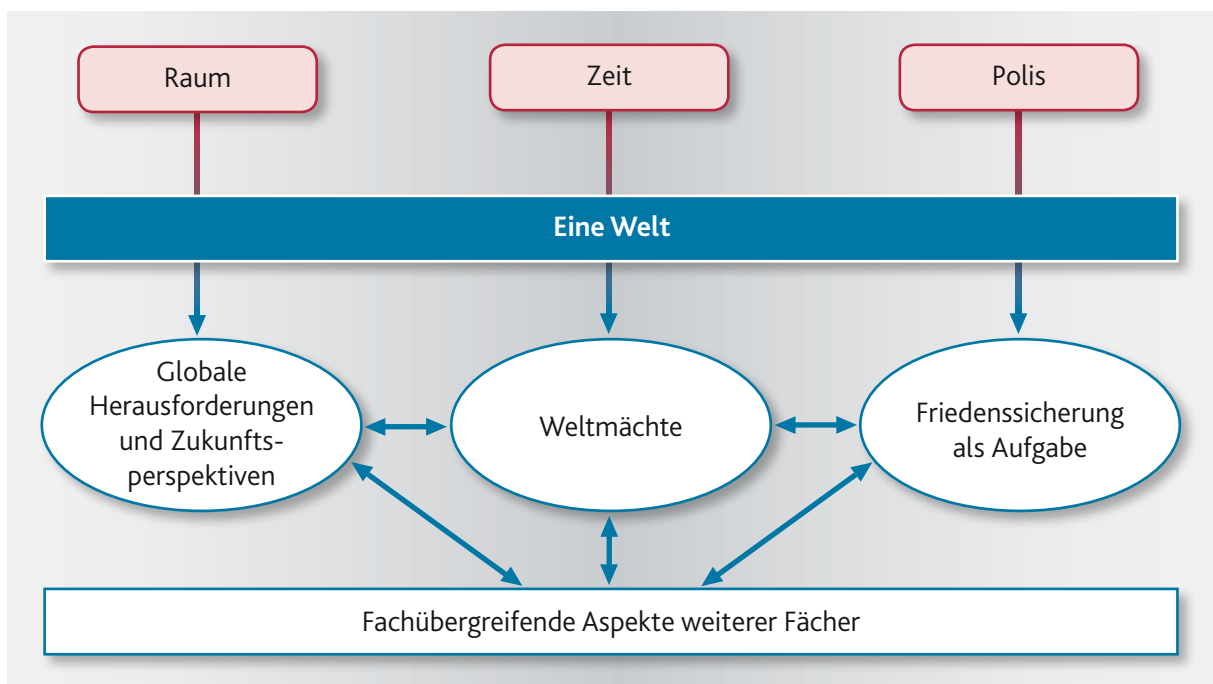 Raum
Zeit
Polis
Eine Welt
Globale
Herausforderungen
und Zukunfts-
perspektiven
Weltmächte
Friedenssicherung
als Aufgabe
Fachübergreifende Aspekte weiterer Fächer